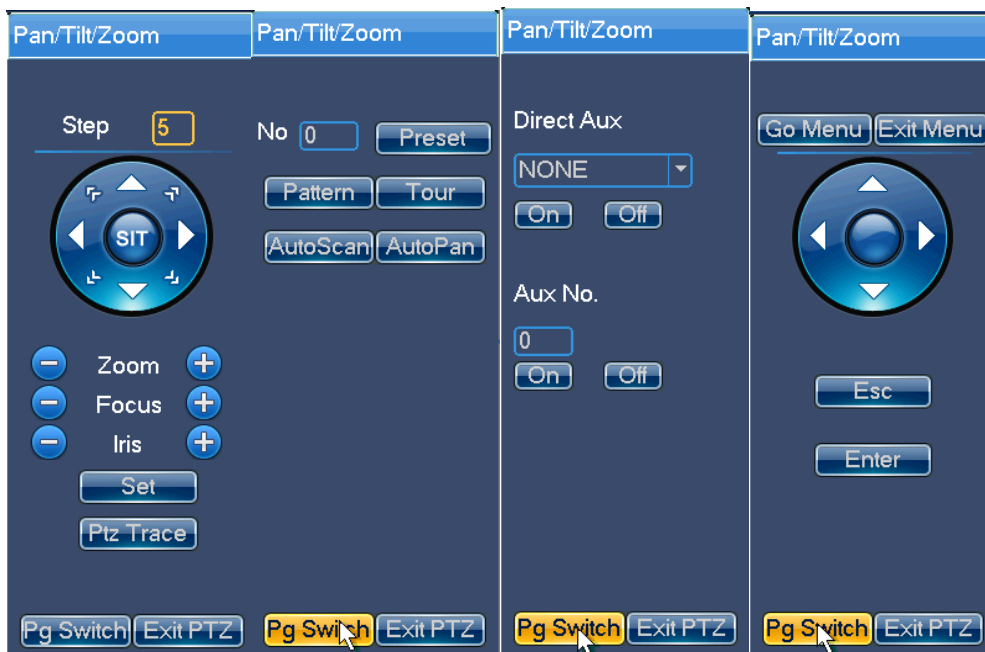 Pan/Tilt/Zoom
Step 5
SIT
Zoom
Focus
Iris
Set
Ptz Trace
Pg Switch Exit PTZ
Pan/Tilt/Zoom
No 0 Preset
Pattern Tour
AutoScan AutoPan
Pg Switch Exit PTZ
Pan/Tilt/Zoom
Direct Aux
NONE
On Off
Aux No.
0
On Off
Pg Switch Exit PTZ
Pan/Tilt/Zoom
Go Menu Exit Menu
Esc
Enter
Pg Switch Exit PTZ